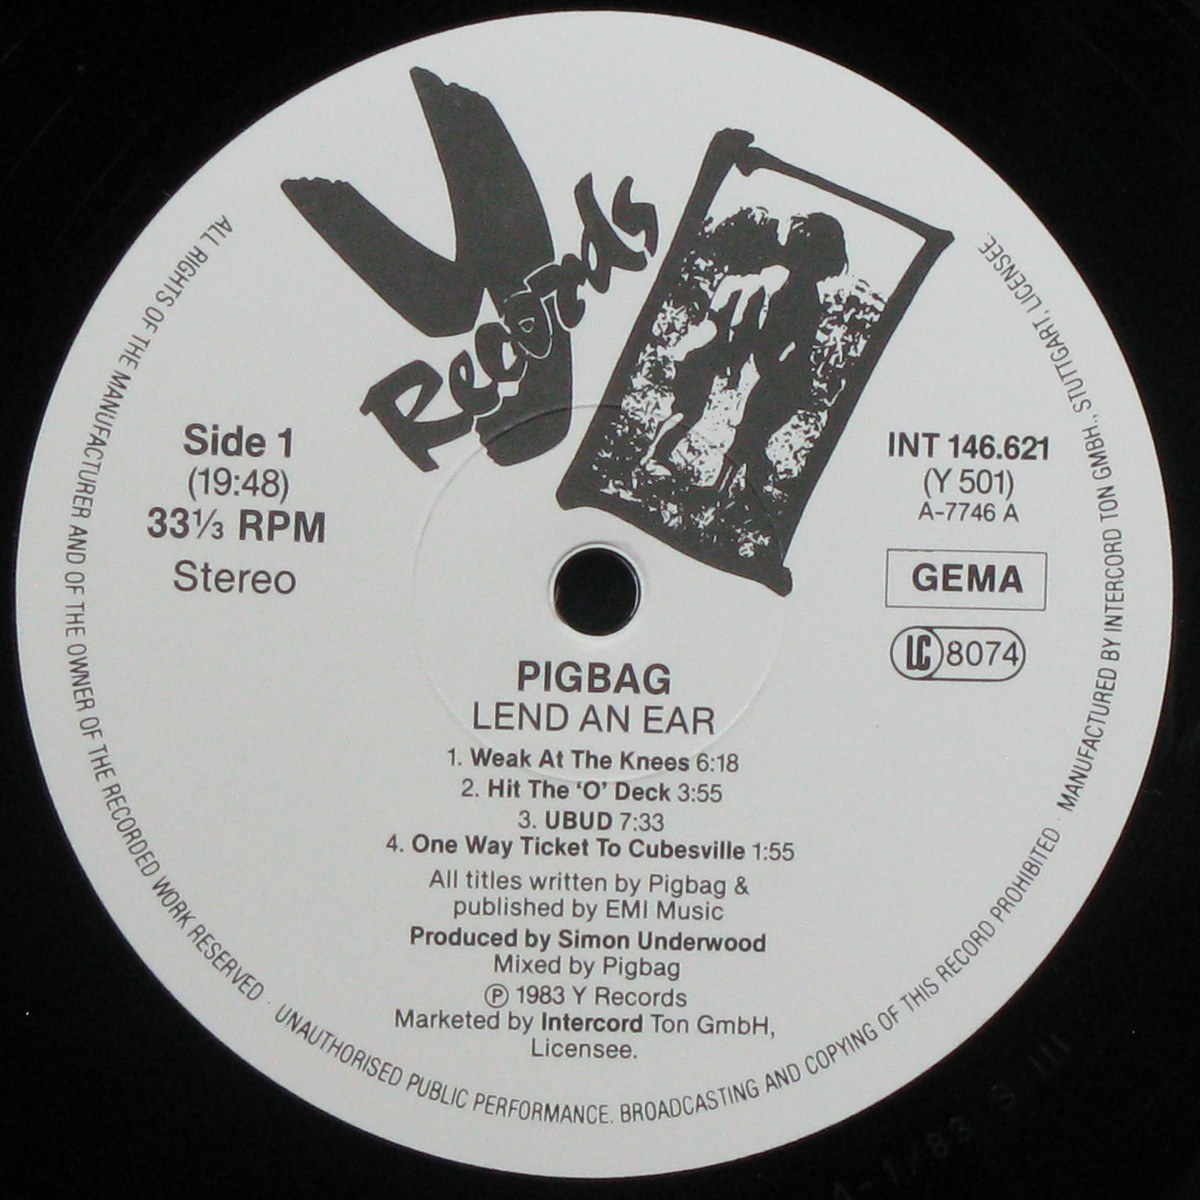 Y
Records
Side 1
(19:48)
33⅓ RPM
Stereo
INT 146.621
(Y 501)
A-7746 A
GEMA
LC 8074
PIGBAG
LEND AN EAR
1. Weak At The Knees 6:18
2. Hit The ‘O’ Deck 3:55
3. UBUD 7:33
4. One Way Ticket To Cubesville 1:55
All titles written by Pigbag &
published by EMI Music
Produced by Simon Underwood
Mixed by Pigbag
Ⓟ 1983 Y Records
Marketed by Intercord Ton GmbH,
Licensee.
ALL RIGHTS OF THE MANUFACTURER AND OF THE OWNER OF THE RECORDED WORK RESERVED · UNAUTHORISED PUBLIC PERFORMANCE. BROADCASTING AND COPYING OF THIS RECORD PROHIBITED · MANUFACTURED BY INTERCORD TON GMBH., STUTTGART, LICENSEE.